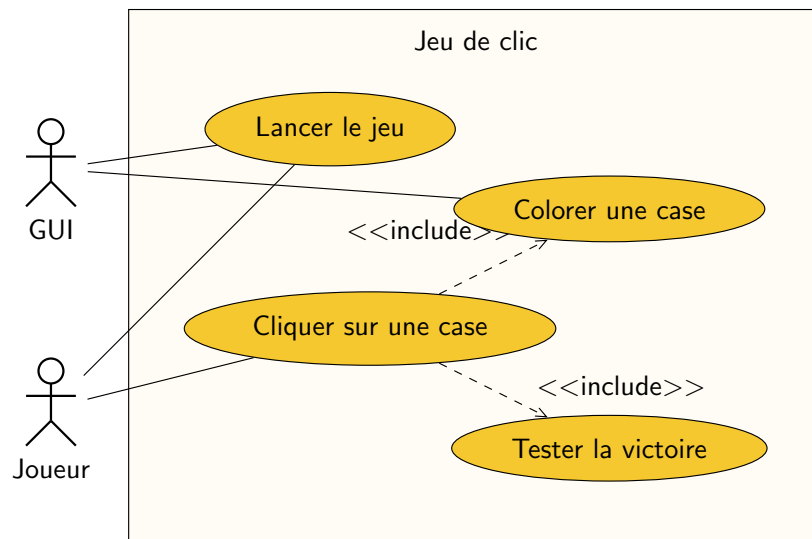 Jeu de clic
Lancer le jeu
GUI
Colorer une case
<<include>>
Cliquer sur une case
<<include>>
Joueur
Tester la victoire